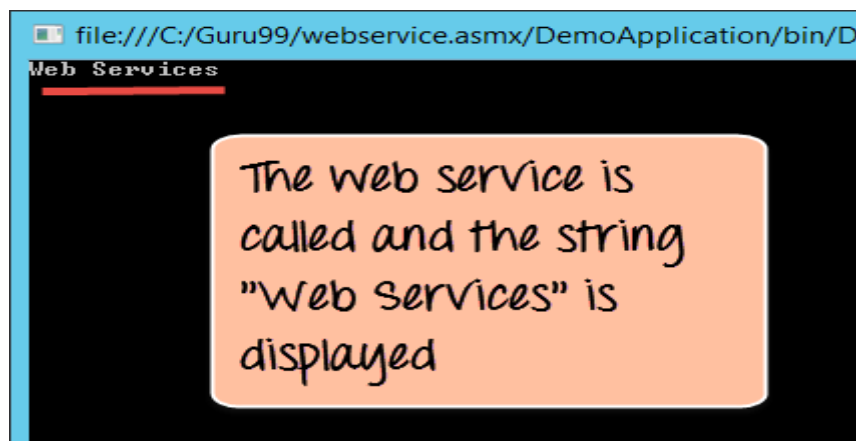 file:///C:/Guru99/webservice.asmx/DemoApplication/bin/D
Web Services
The web service is
called and the string
"Web Services" is
displayed